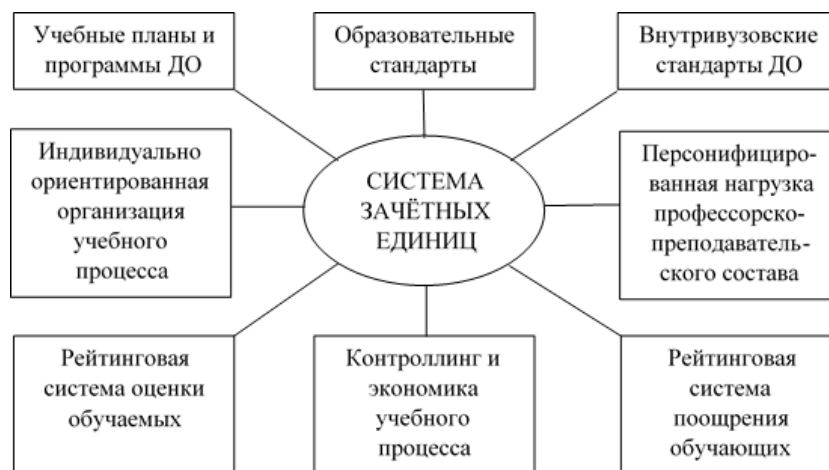 Учебные планы и
программы ДО
Образовательные
стандарты
Внутривузовские
стандарты ДО
Индивидуально
ориентированная
организация
учебного
процесса
СИСТЕМА
ЗАЧЁТНЫХ
ЕДИНИЦ
Персонифициро-
ванная нагрузка
профессорско-
преподаватель-
ского состава
Рейтинговая
система оценки
обучаемых
Контроллинг и
экономика
учебного
процесса
Рейтинговая
система
поощрения
обучающих